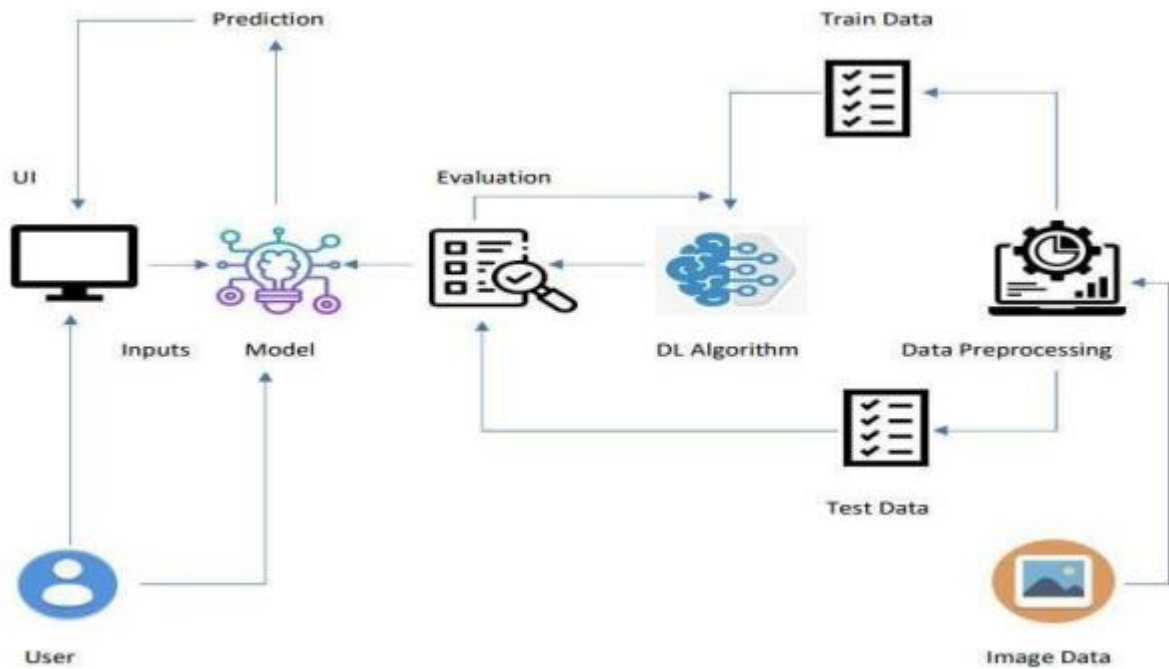 Prediction
Train Data
UI
Evaluation
Inputs
Model
DL Algorithm
Data Preprocessing
Test Data
User
Image Data